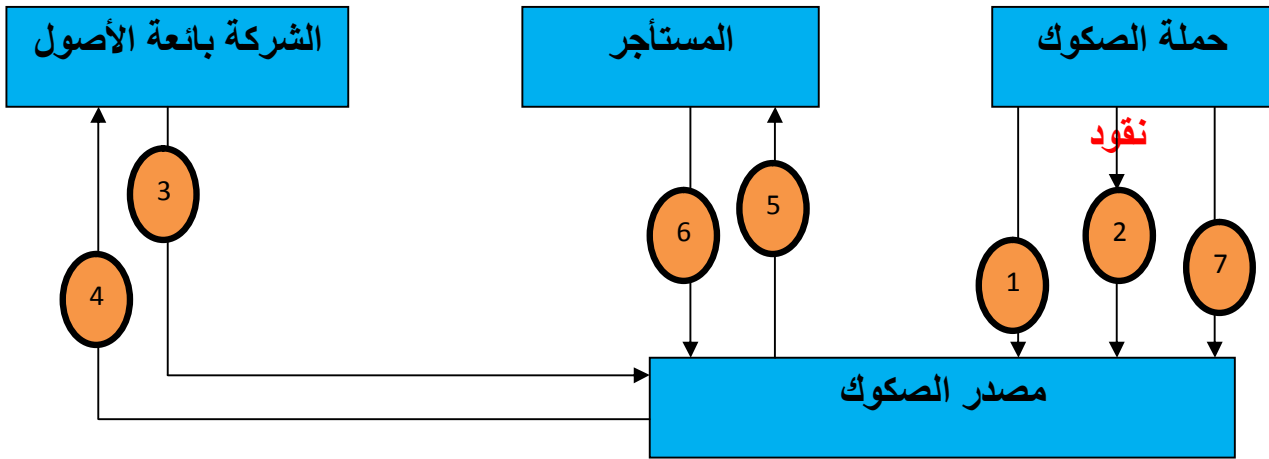 حملة الصكوك
المستأجر
الشركة بائعة الأصول
نقود
3
5
2
6
7
1
4
مصدر الصكوك